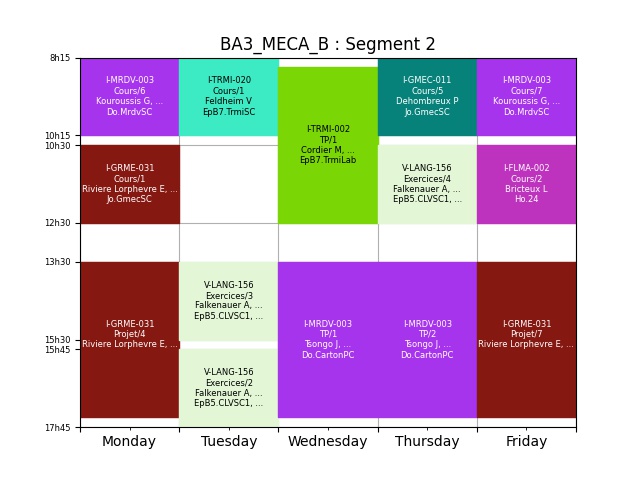 BA3_MECA_B : Segment 2
8h15
10h15
10h30
12h30
13h30
15h30
15h45
17h45
I-MRDV-003
Cours/6
Kouroussis G, ...
Do.MrdvSC
I-GRME-031
Cours/1
Riviere Lorphevre E, ...
Jo.GmecSC
I-GRME-031
Projet/4
Riviere Lorphevre E, ...
I-TRMI-020
Cours/1
Feldheim V
EpB7.TrmiSC
V-LANG-156
Exercices/3
Falkenauer A, ...
EpB5.CLVSC1, ...
V-LANG-156
Exercices/2
Falkenauer A, ...
EpB5.CLVSC1, ...
I-TRMI-002
TP/1
Cordier M, ...
EpB7.TrmiLab
I-MRDV-003
TP/1
Tsongo J, ...
Do.CartonPC
I-GMEC-011
Cours/5
Dehombreux P
Jo.GmecSC
V-LANG-156
Exercices/4
Falkenauer A, ...
EpB5.CLVSC1, ...
I-MRDV-003
TP/2
Tsongo J, ...
Do.CartonPC
I-MRDV-003
Cours/7
Kouroussis G, ...
Do.MrdvSC
I-FLMA-002
Cours/2
Bricteux L
Ho.24
I-GRME-031
Projet/7
Riviere Lorphevre E, ...
Monday
Tuesday
Wednesday
Thursday
Friday